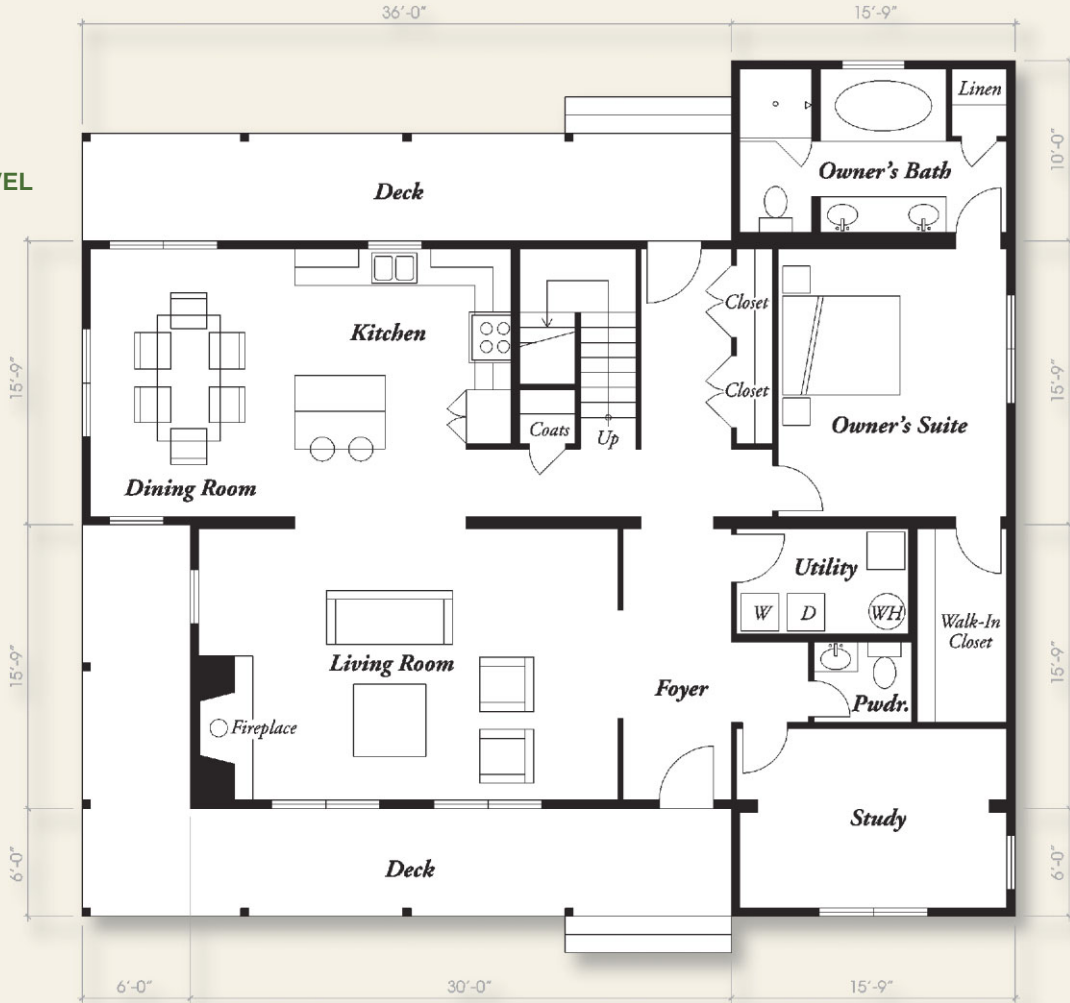 36'-0"
15'-9"
Linen
10'-0"
Owner's Bath
VEL
Deck
Closet
Kitchen
15'-9"
15'-9"
Closet
Coats
Up
Owner's Suite
Dining Room
Utility
W
D
WH
Walk-In
Closet
Living Room
15'-9"
15'-9"
Foyer
Pwdr.
Fireplace
Study
Deck
6'-0"
6'-0"
6'-0"
30'-0"
15'-9"